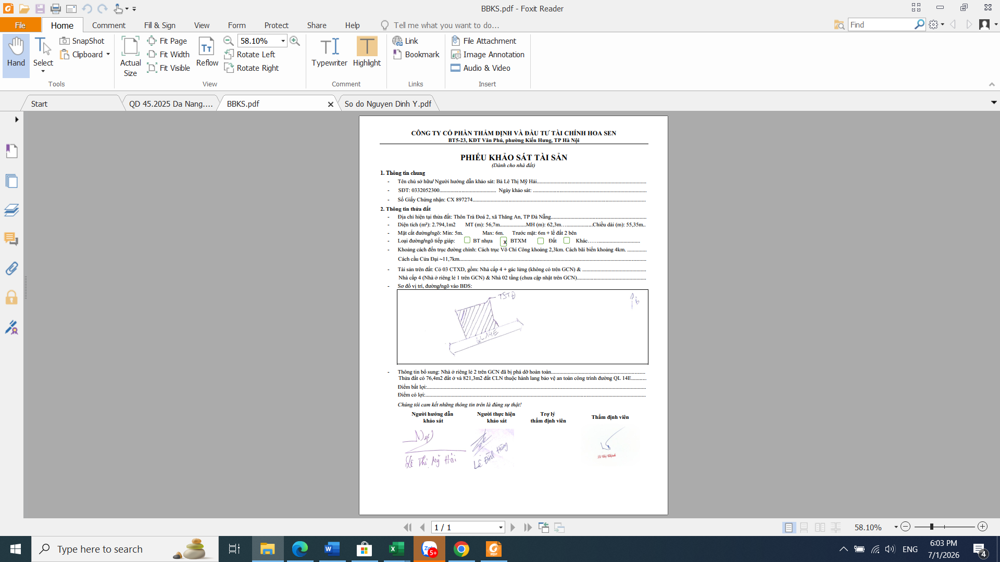 BBKS.pdf - Foxit Reader
File Home Comment Fill & Sign View Form Protect Share Help Tell me what you want to do... Find
Hand Select SnapShot Clipboard
Tools
Actual Size Fit Page Fit Width Fit Visible Reflow 58.10% Rotate Left Rotate Right
View
Typewriter Highlight
Comment
Link Bookmark
Links
File Attachment Image Annotation Audio & Video
Insert
Start QD 45.2025 Da Nang.... BBKS.pdf So do Nguyen Dinh Y.pdf
CÔNG TY CỔ PHẦN THẨM ĐỊNH VÀ ĐẦU TƯ TÀI CHÍNH HOA SEN
BT5-23, KĐT Văn Phú, phường Kiến Hưng, TP Hà Nội
PHIẾU KHẢO SÁT TÀI SẢN
(Dành cho nhà đất)
1. Thông tin chung
- Tên chủ sở hữu/ Người hướng dẫn khảo sát: Bà Lê Thị Mỹ Hải
- SĐT: 0332052300 Ngày khảo sát:
- Số Giấy Chứng nhận: CX 897274
2. Thông tin thửa đất
- Địa chỉ hiện tại thửa đất: Thôn Trà Đoả 2, xã Thăng An, TP Đà Nẵng
- Diện tích (m²): 2.794,1m2 MT (m): 56,7m MH (m): 62,3m Chiều dài (m): 55,35m
- Mặt cắt đường/ngõ: Min: 5m. Max: 6m. Trước mặt: 6m + lề đất 2 bên
- Loại đường/ngõ tiếp giáp: BT nhựa x BTXM Đất Khác
- Khoảng cách đến trục đường chính: Cách trục Võ Chí Công khoảng 2,3km. Cách bãi biển khoảng 4km.
Cách cầu Cửa Đại ~11,7km
- Tài sản trên đất: Có 03 CTXD, gồm: Nhà cấp 4 + gác lửng (không có trên GCN) &
Nhà cấp 4 (Nhà ở riêng lẻ 1 trên GCN) & Nhà 02 tầng (chưa cập nhật trên GCN)
- Sơ đồ vị trí, đường/ngõ vào BĐS:
TSTĐ
B
QL 14E
- Thông tin bổ sung: Nhà ở riêng lẻ 2 trên GCN đã bị phá dỡ hoàn toàn
Thửa đất có 76,4m2 đất ở và 821,3m2 đất CLN thuộc hành lang bảo vệ an toàn công trình đường QL 14E
Điểm bất lợi:
Điểm có lợi:
Chúng tôi cam kết những thông tin trên là đúng sự thật!
Người hướng dẫn khảo sát Người thực hiện khảo sát Trợ lý thẩm định viên Thẩm định viên
Lê Thị Mỹ Hải Lê Đình Hùng
1 / 1 58.10%
Type here to search 5+ ENG 6:03 PM 7/1/2026 4